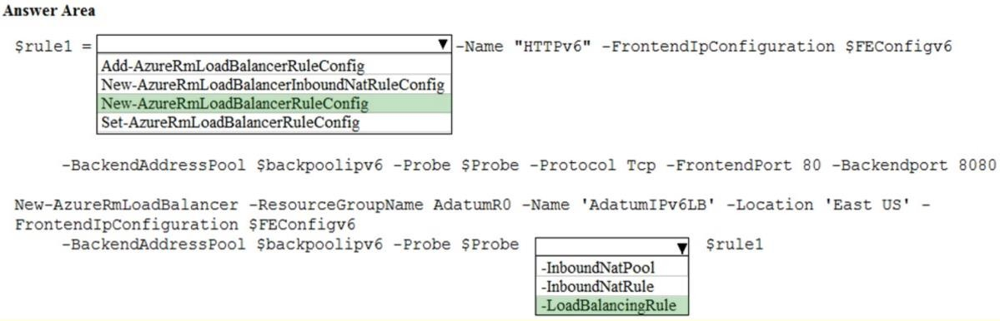 Answer Area
$rule1 = -Name "HTTPv6" -FrontendIpConfiguration $FEConfigv6
Add-AzureRmLoadBalancerRuleConfig
New-AzureRmLoadBalancerInboundNatRuleConfig
New-AzureRmLoadBalancerRuleConfig
Set-AzureRmLoadBalancerRuleConfig
-BackendAddressPool $backpoolipv6 -Probe $Probe -Protocol Tcp -FrontendPort 80 -Backendport 8080
New-AzureRmLoadBalancer -ResourceGroupName AdatumR0 -Name 'AdatumIPv6LB' -Location 'East US' -
FrontendIpConfiguration $FEConfigv6
-BackendAddressPool $backpoolipv6 -Probe $Probe $rule1
-InboundNatPool
-InboundNatRule
-LoadBalancingRule